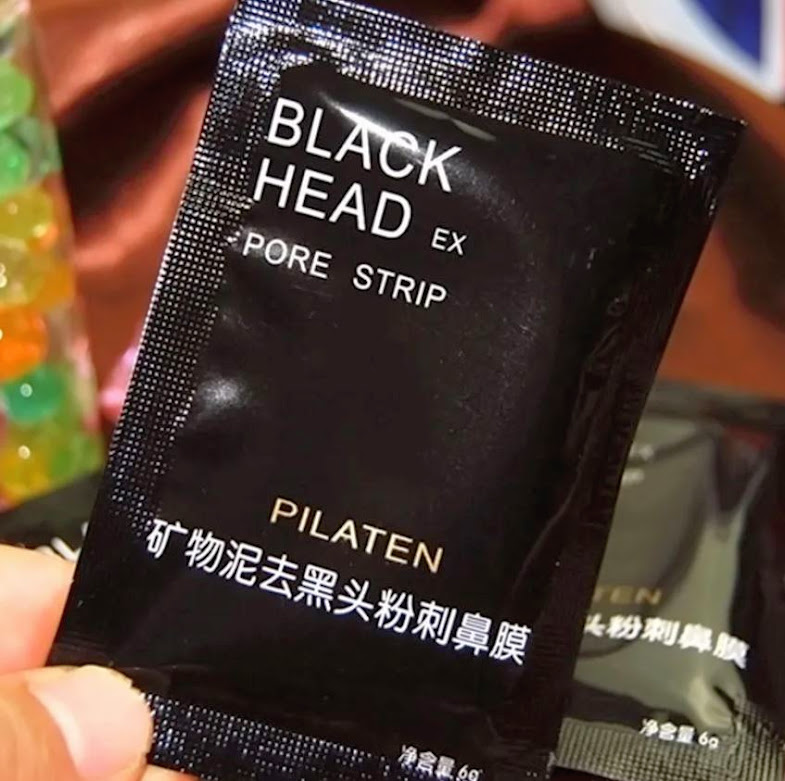 BLACK
HEAD EX
PORE STRIP
PILATEN
矿物泥去黑头粉刺鼻膜
净含量 6g
TEN
头粉刺鼻膜
净含量 6g